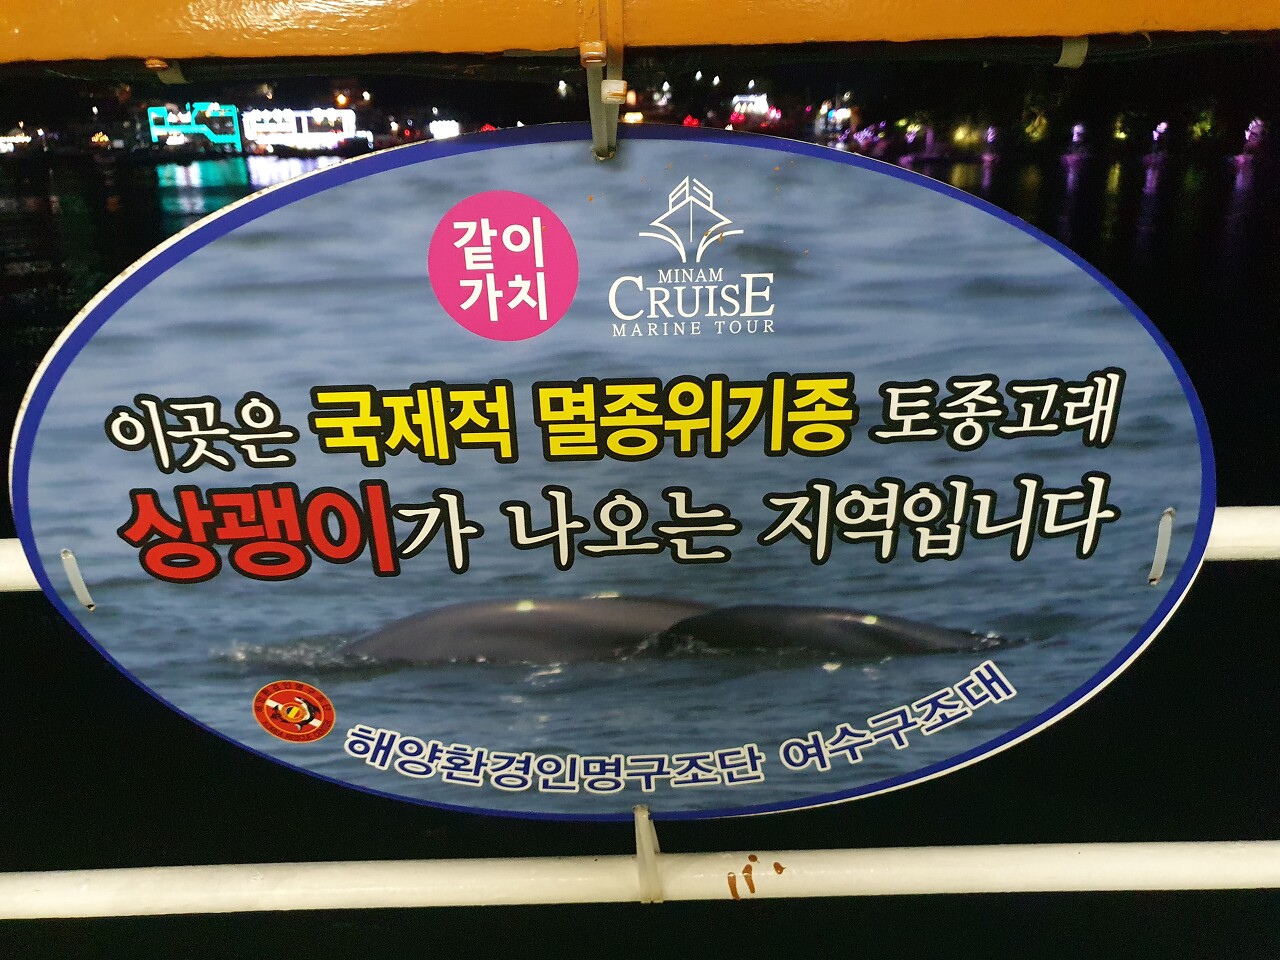 같이
가치
MINAM
CRUISE
MARINE TOUR
이곳은 국제적 멸종위기종 토종고래
상괭이가 나오는 지역입니다
해양환경인명구조단 여수구조대